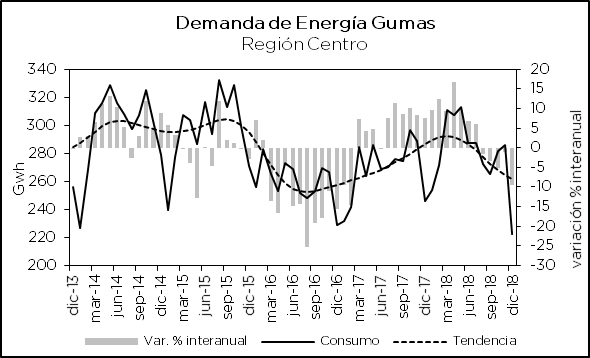 Demanda de Energía Gumas
Región Centro
340 20
320 15
300 10
280 5
260 0
240 -5
220 -10
200 -15
-20
-25
-30
Gwh
variación % interanual
dic-13 mar-14 jun-14 sep-14 dic-14 mar-15 jun-15 sep-15 dic-15 mar-16 jun-16 sep-16 dic-16 mar-17 jun-17 sep-17 dic-17 mar-18 jun-18 sep-18 dic-18
Var. % interanual Consumo Tendencia